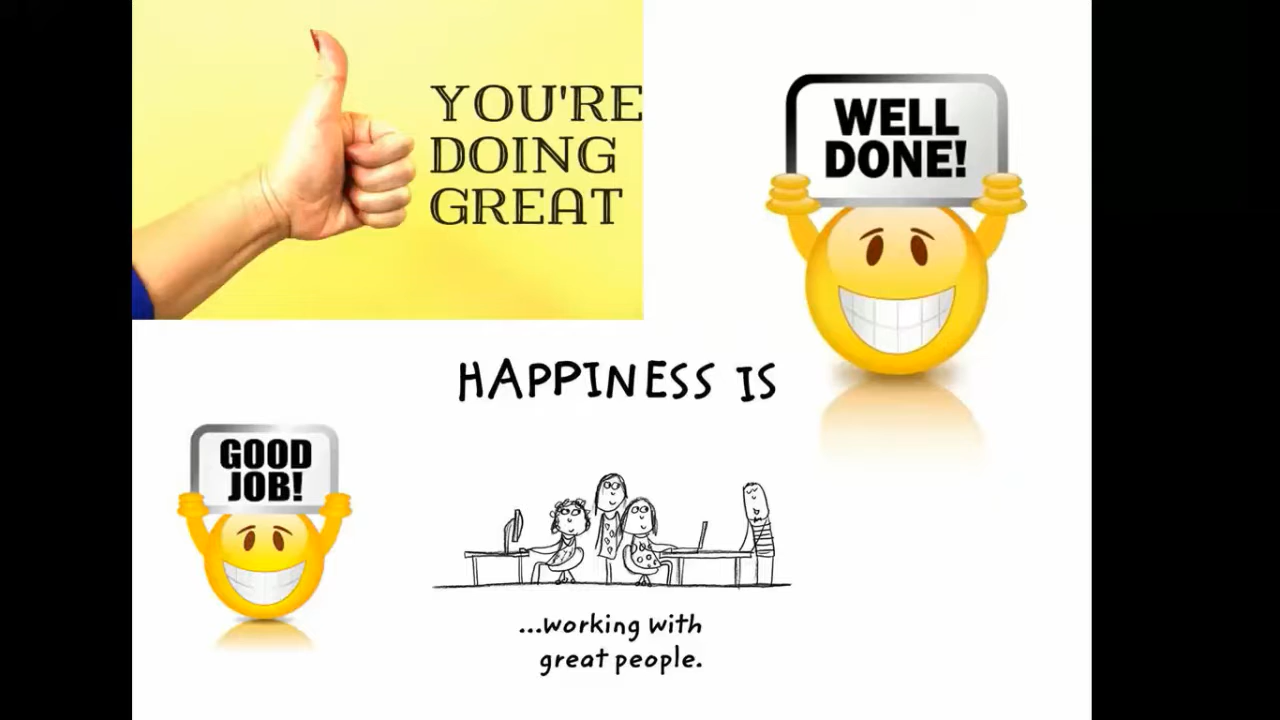 YOU'RE
DOING
GREAT
WELL
DONE!
HAPPINESS IS
GOOD
JOB!
...working with
great people.